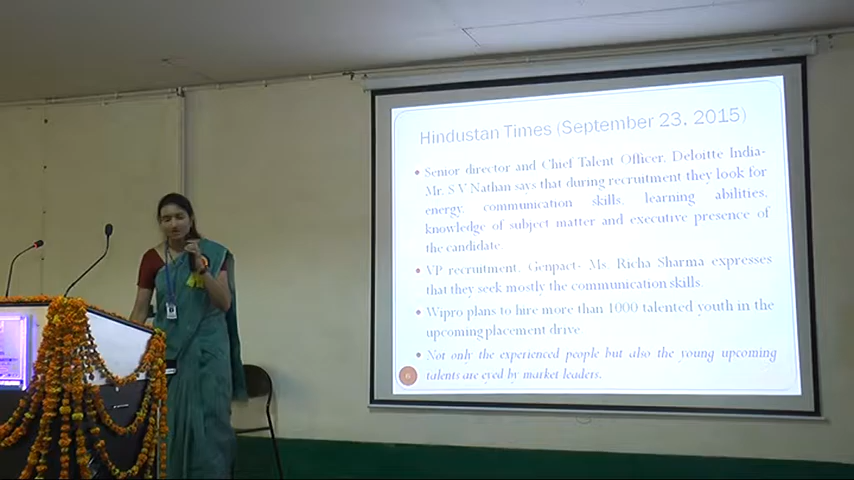 Hindustan Times (September 23, 2015)
• Senior director and Chief Talent Officer, Deloitte India-
Mr. S V Nathan says that during recruitment they look for
energy, communication skills, learning abilities,
knowledge of subject matter and executive presence of
the candidate.
• VP recruitment, Genpact- Ms. Richa Sharma expresses
that they seek mostly the communication skills.
• Wipro plans to hire more than 1000 talented youth in the
upcoming placement drive.
• Not only the experienced people but also the young upcoming
talents are eyed by market leaders.